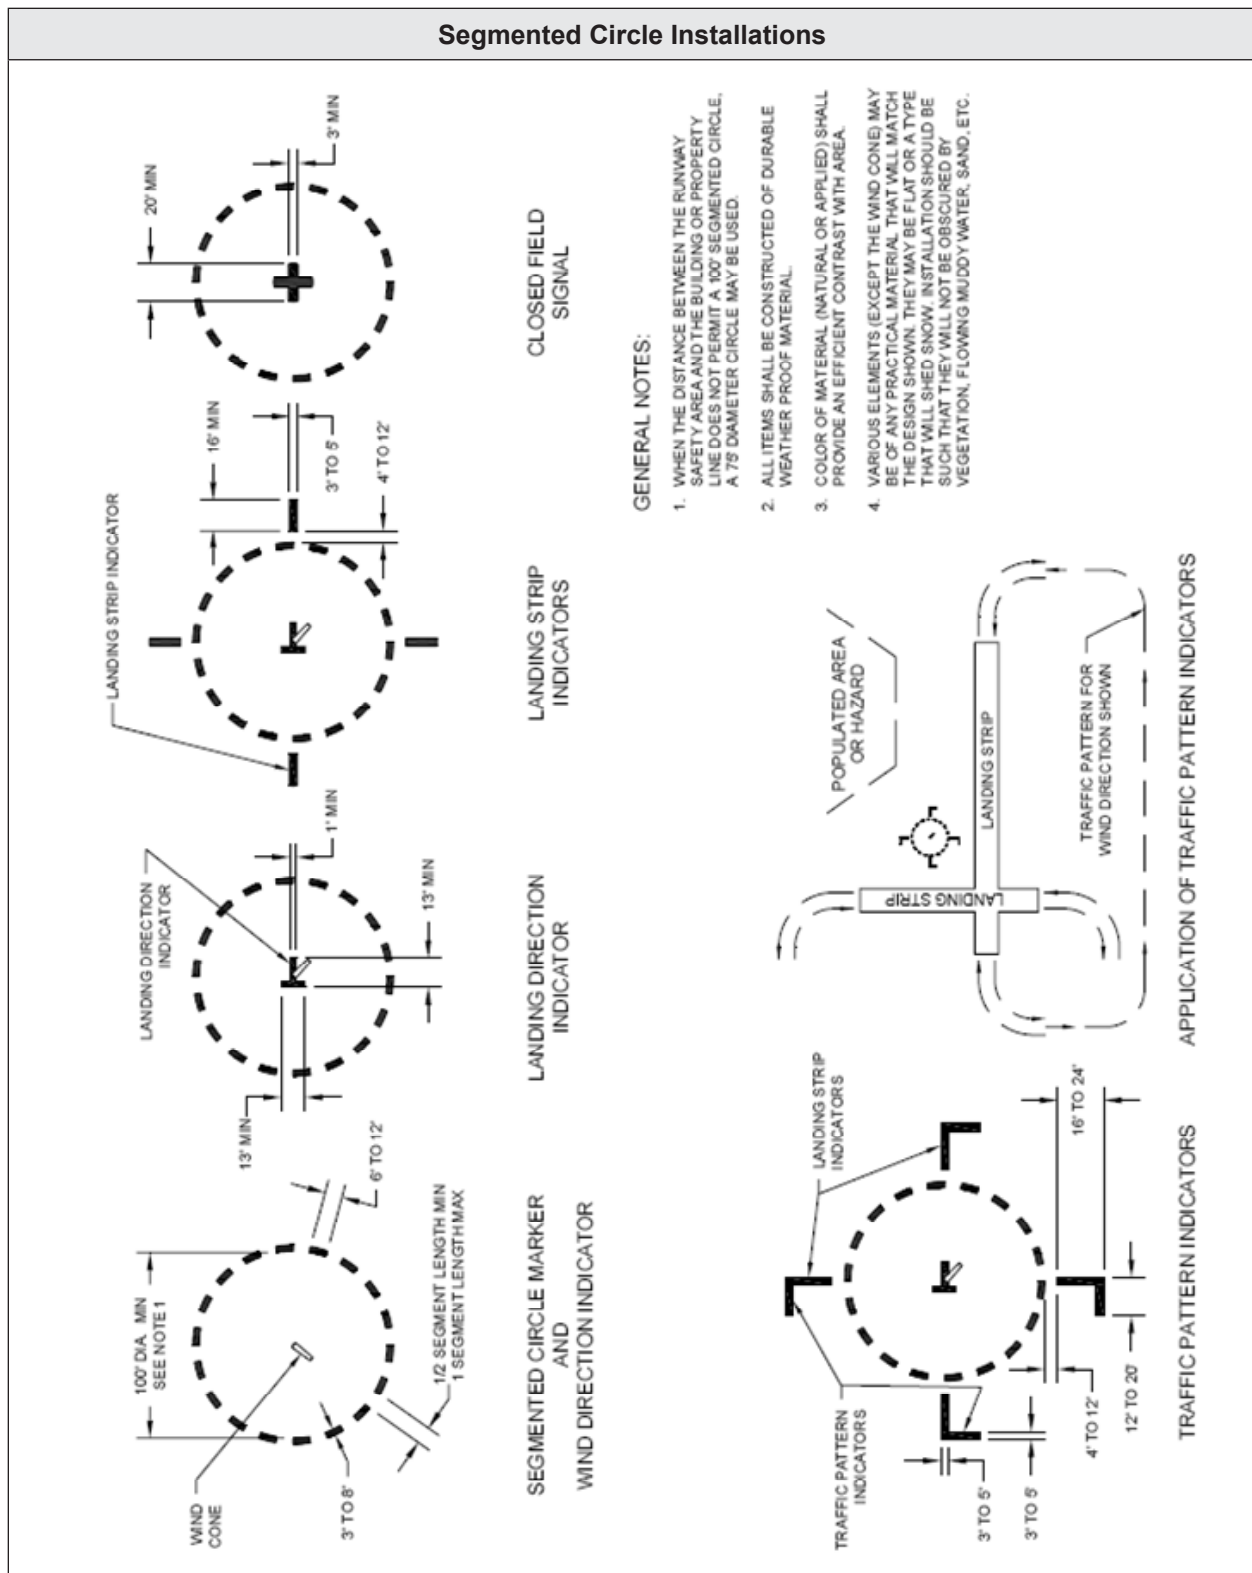 Segmented Circle Installations
WIND
CONE
100' DIA. MIN
SEE NOTE 1
3' TO 8'
6' TO 12'
1/2 SEGMENT LENGTH MIN
1 SEGMENT LENGTH MAX
SEGMENTED CIRCLE MARKER
AND
WIND DIRECTION INDICATOR
LANDING DIRECTION
INDICATOR
13' MIN
1' MIN
13' MIN
LANDING DIRECTION
INDICATOR
LANDING STRIP INDICATOR
16' MIN
3' TO 5'
4' TO 12'
LANDING STRIP
INDICATORS
20' MIN
3' MIN
CLOSED FIELD
SIGNAL
TRAFFIC PATTERN
INDICATORS
LANDING STRIP
INDICATORS
3' TO 5'
3' TO 5'
4' TO 12'
12' TO 20'
16' TO 24'
TRAFFIC PATTERN INDICATORS
LANDING STRIP
LANDING STRIP
POPULATED AREA
OR HAZARD
TRAFFIC PATTERN FOR
WIND DIRECTION SHOWN
APPLICATION OF TRAFFIC PATTERN INDICATORS
GENERAL NOTES:
1. WHEN THE DISTANCE BETWEEN THE RUNWAY
SAFETY AREA AND THE BUILDING OR PROPERTY
LINE DOES NOT PERMIT A 100' SEGMENTED CIRCLE,
A 75' DIAMETER CIRCLE MAY BE USED.
2. ALL ITEMS SHALL BE CONSTRUCTED OF DURABLE
WEATHER PROOF MATERIAL.
3. COLOR OF MATERIAL (NATURAL OR APPLIED) SHALL
PROVIDE AN EFFICIENT CONTRAST WITH AREA.
4. VARIOUS ELEMENTS (EXCEPT THE WIND CONE) MAY
BE OF ANY PRACTICAL MATERIAL THAT WILL MATCH
THE DESIGN SHOWN. THEY MAY BE FLAT OR A TYPE
THAT WILL SHED SNOW. INSTALLATION SHOULD BE
SUCH THAT THEY WILL NOT BE OBSCURED BY
VEGETATION, FLOWING MUDDY WATER, SAND, ETC.